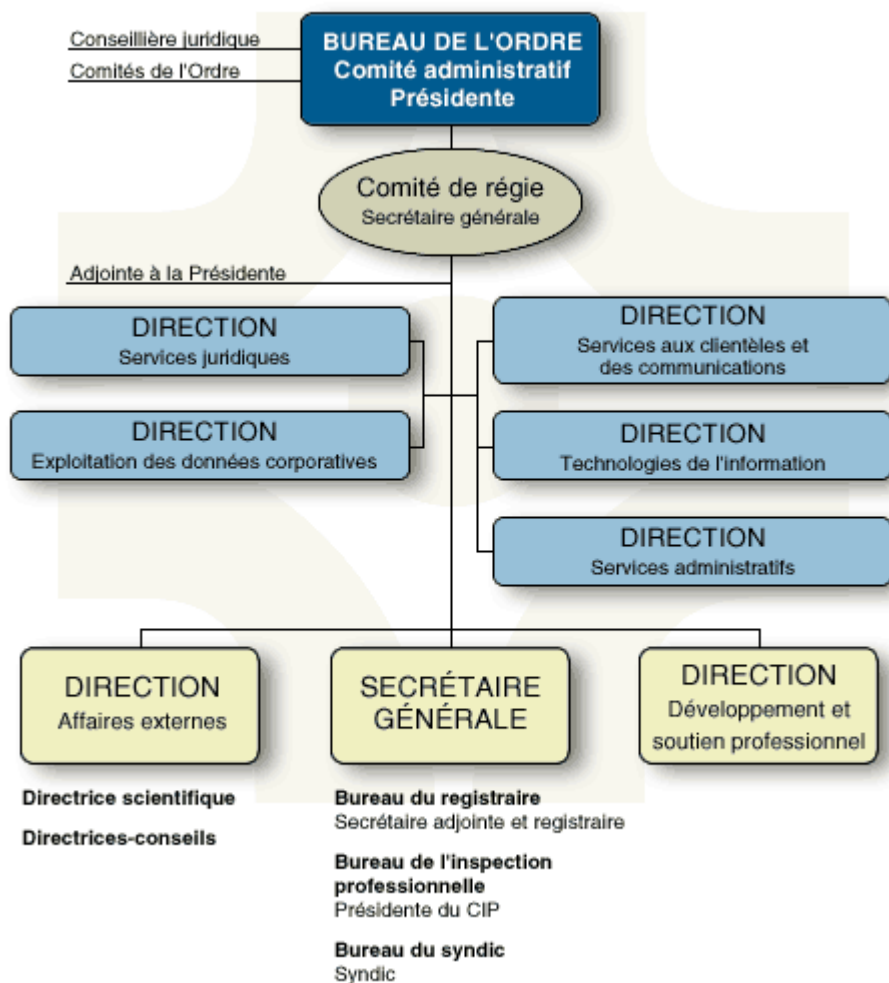 Conseillère juridique
Comités de l'Ordre
BUREAU DE L'ORDRE
Comité administratif
Présidente
Comité de régie
Secrétaire générale
Adjointe à la Présidente
DIRECTION
Services juridiques
DIRECTION
Services aux clientèles et
des communications
DIRECTION
Exploitation des données corporatives
DIRECTION
Technologies de l'information
DIRECTION
Services administratifs
DIRECTION
Affaires externes
SECRÉTAIRE
GÉNÉRALE
DIRECTION
Développement et
soutien professionnel
Directrice scientifique
Directrices-conseils
Bureau du registraire
Secrétaire adjointe et registraire
Bureau de l'inspection
professionnelle
Présidente du CIP
Bureau du syndic
Syndic